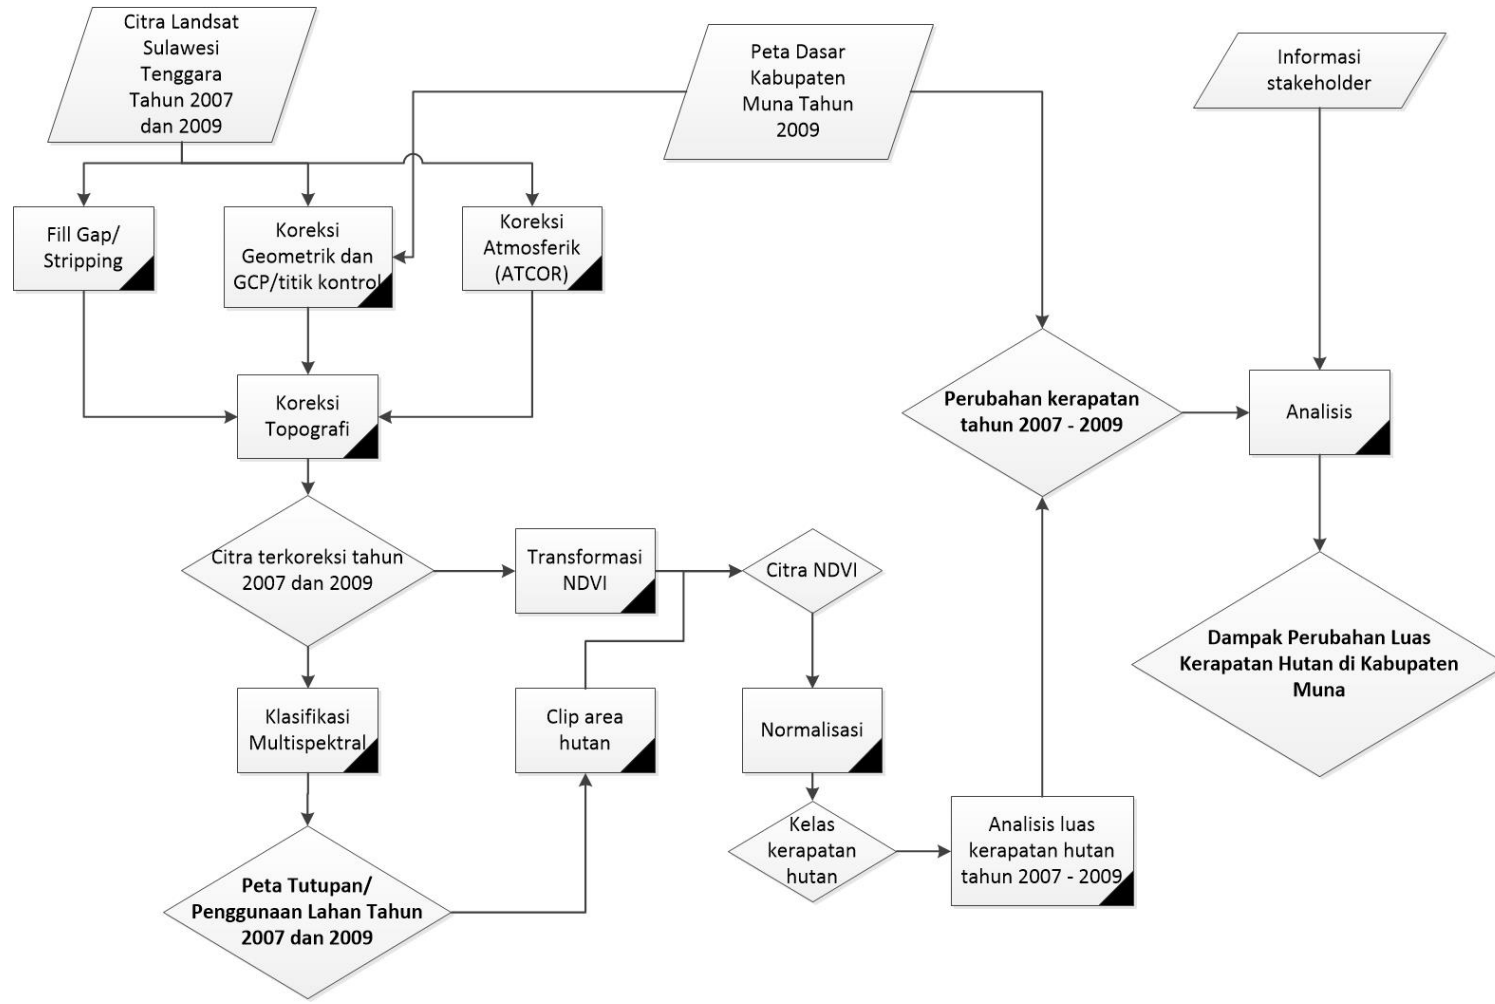 Citra Landsat
Sulawesi
Tenggara
Tahun 2007
dan 2009
Peta Dasar
Kabupaten
Muna Tahun
2009
Informasi
stakeholder
Fill Gap/
Stripping
Koreksi
Geometrik dan
GCP/titik kontrol
Koreksi
Atmosferik
(ATCOR)
Koreksi
Topografi
Perubahan kerapatan
tahun 2007 - 2009
Analisis
Citra terkoreksi tahun
2007 dan 2009
Transformasi
NDVI
Citra NDVI
Dampak Perubahan Luas
Kerapatan Hutan di Kabupaten
Muna
Klasifikasi
Multispektral
Clip area
hutan
Normalisasi
Kelas
kerapatan
hutan
Analisis luas
kerapatan hutan
tahun 2007 - 2009
Peta Tutupan/
Penggunaan Lahan Tahun
2007 dan 2009